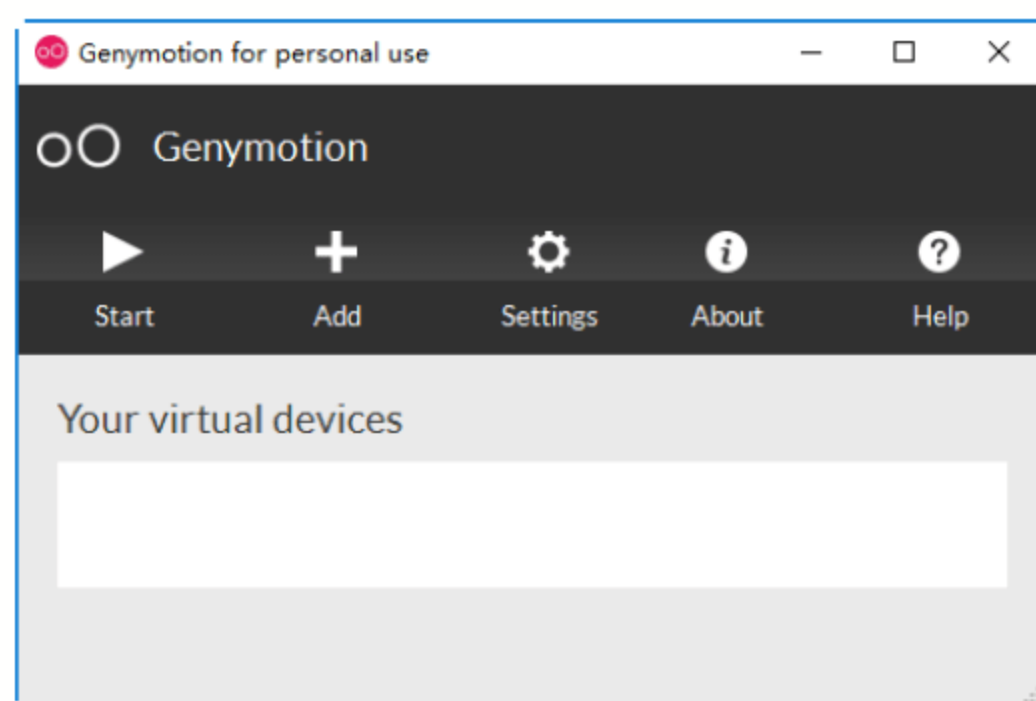 Genymotion for personal use
Genymotion
Start Add Settings About Help
Your virtual devices